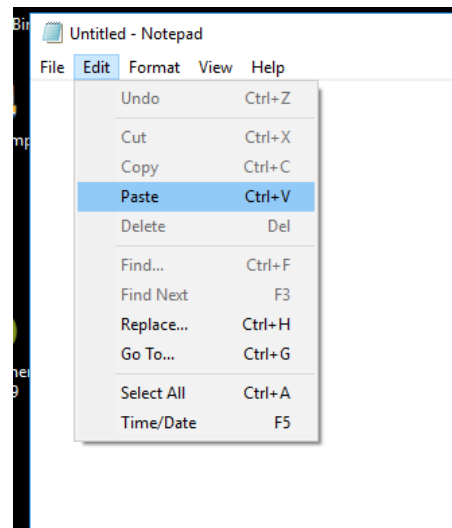 Untitled - Notepad
File Edit Format View Help
Undo Ctrl+Z
Cut Ctrl+X
Copy Ctrl+C
Paste Ctrl+V
Delete Del
Find... Ctrl+F
Find Next F3
Replace... Ctrl+H
Go To... Ctrl+G
Select All Ctrl+A
Time/Date F5